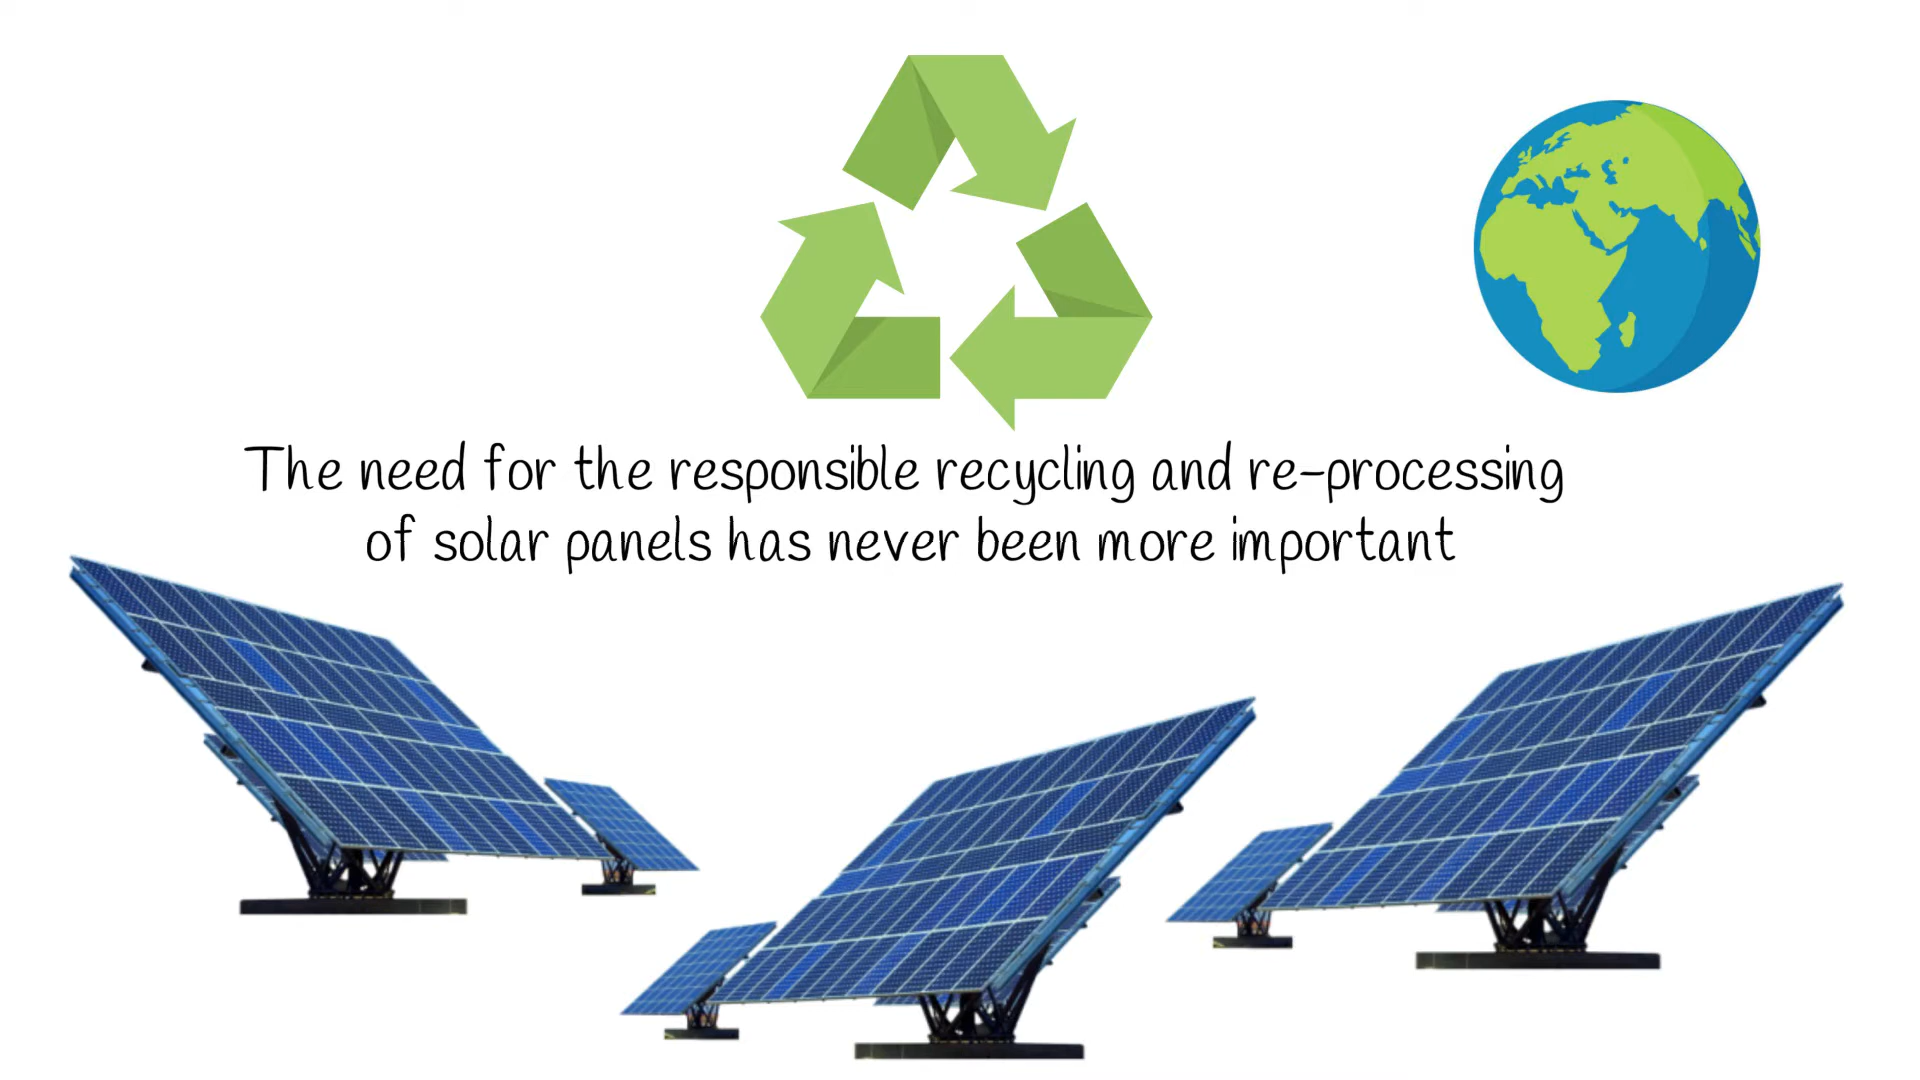 The need for the responsible recycling and re-processing
of solar panels has never been more important